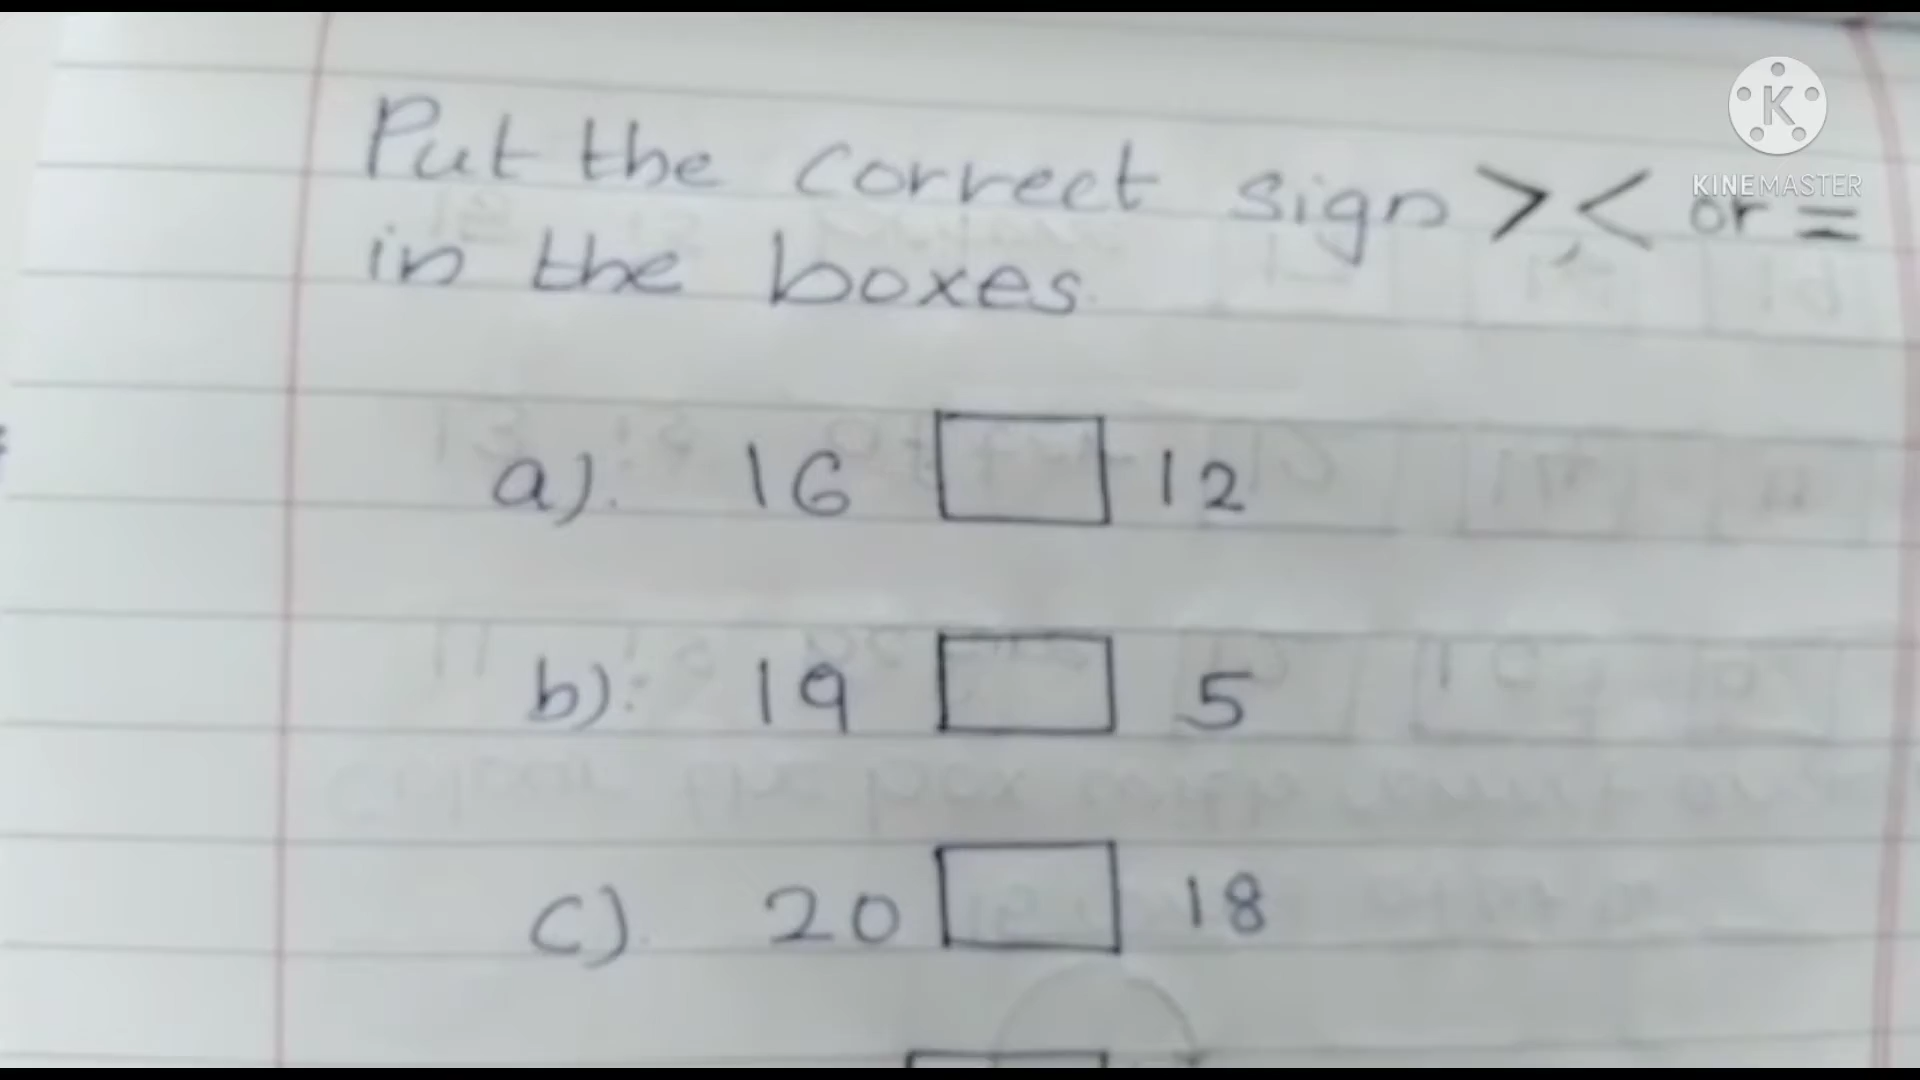 Put the correct sign > < or =
in the boxes.
a). 16 12
b). 19 5
c). 20 18
K
KINEMASTER